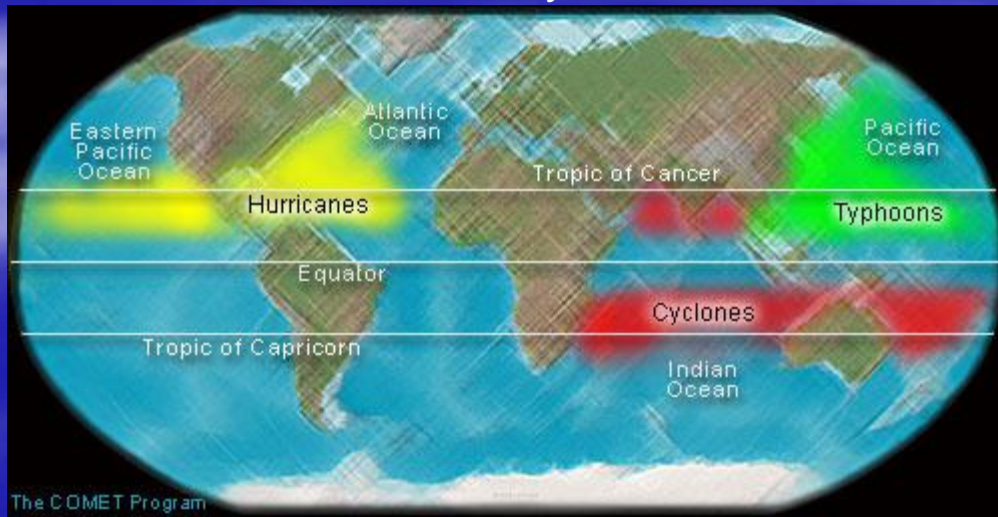 Atlantic
Ocean
Eastern
Pacific
Ocean
Pacific
Ocean
Tropic of Cancer
Hurricanes
Typhoons
Equator
Cyclones
Tropic of Capricorn
Indian
Ocean
The COMET Program